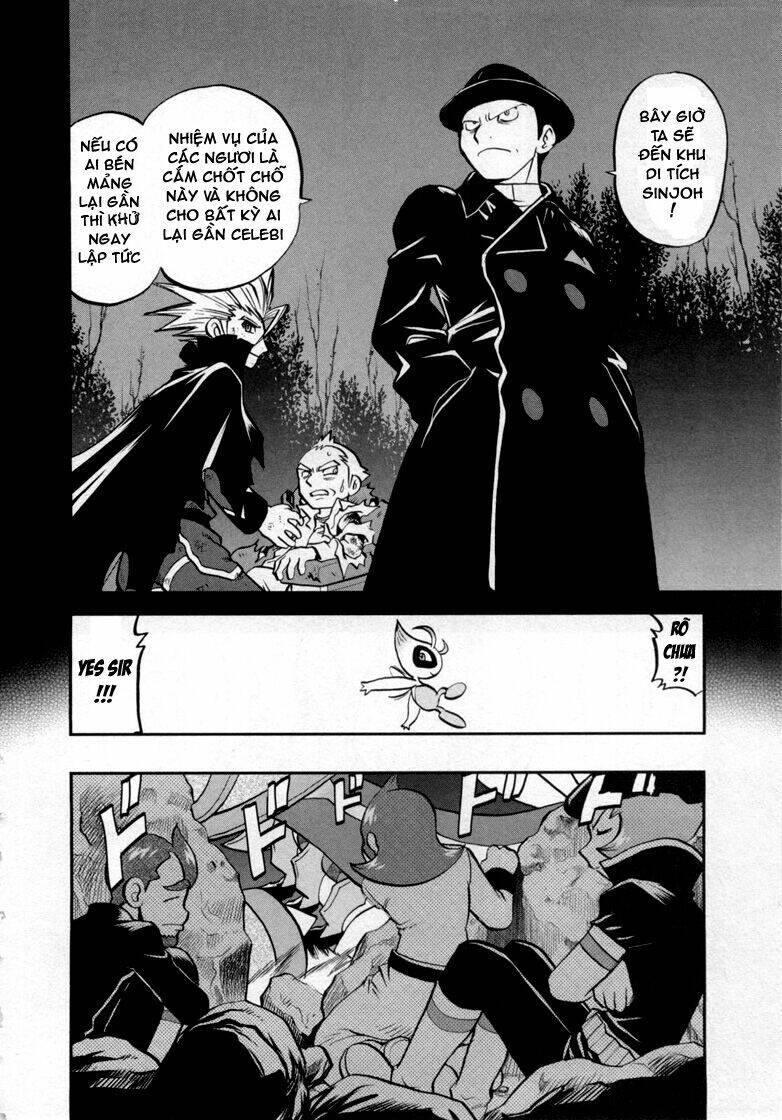 BÂY GIỜ
TA SẼ
ĐẾN KHU
DI TÍCH
SINJOH
!
NHIỆM VỤ CỦA
CÁC NGƯƠI LÀ
CẮM CHỐT CHỖ
NÀY VÀ KHÔNG
CHO BẤT KỲ AI
LẠI GẦN CELEBI
NẾU CÓ
AI BÉN
MẢNG
LẠI GẦN
THÌ KHỬ
NGAY
LẬP TỨC
RÕ
CHƯA
?!
YES SIR
!!!
ドドドドド